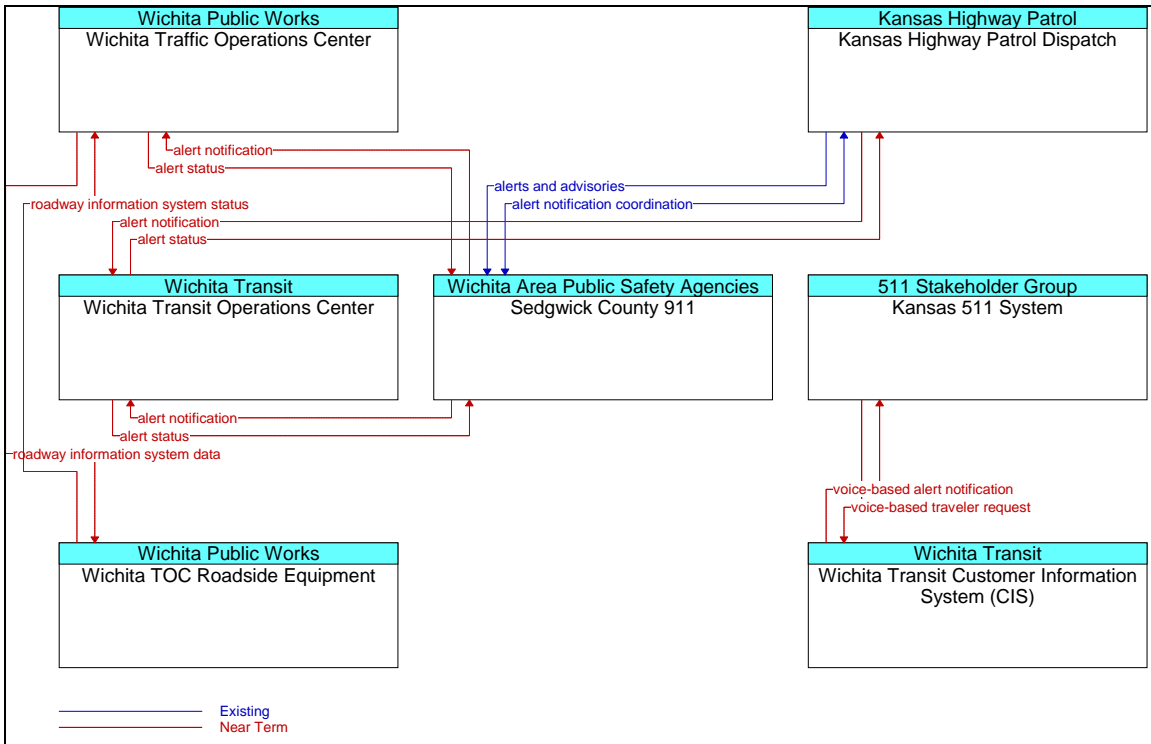 Wichita Public Works
Wichita Traffic Operations Center
Kansas Highway Patrol
Kansas Highway Patrol Dispatch
alert notification
alert status
alerts and advisories
roadway information system status
alert notification coordination
alert notification
alert status
Wichita Transit
Wichita Transit Operations Center
Wichita Area Public Safety Agencies
Sedgwick County 911
511 Stakeholder Group
Kansas 511 System
alert notification
alert status
roadway information system data
voice-based alert notification
voice-based traveler request
Wichita Public Works
Wichita TOC Roadside Equipment
Wichita Transit
Wichita Transit Customer Information
System (CIS)
Existing
Near Term